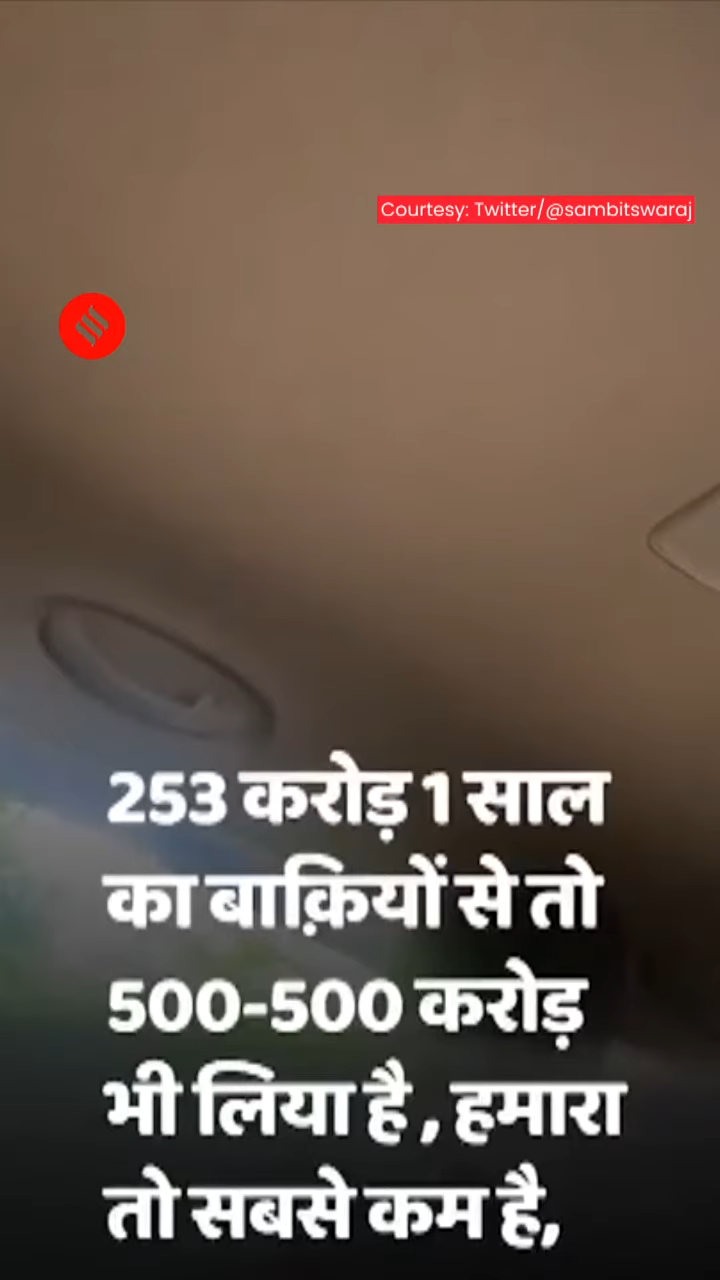 Courtesy: Twitter/@sambitswaraj
253 करोड़ 1 साल
का बाक़ियों से तो
500-500 करोड़
भी लिया है , हमारा
तो सबसे कम है,